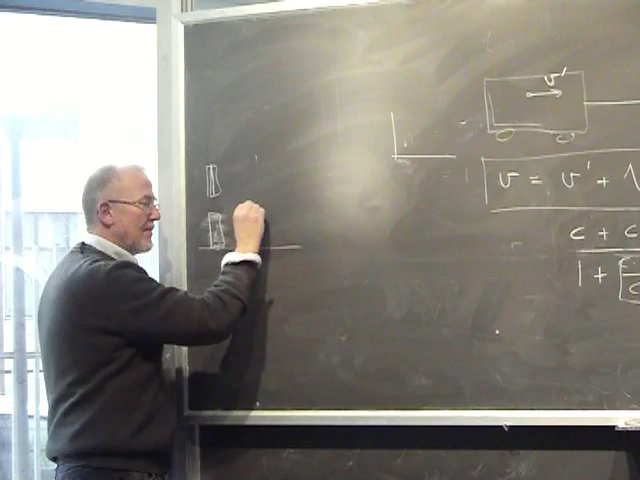 v'
v = v' +
c + c
1 +